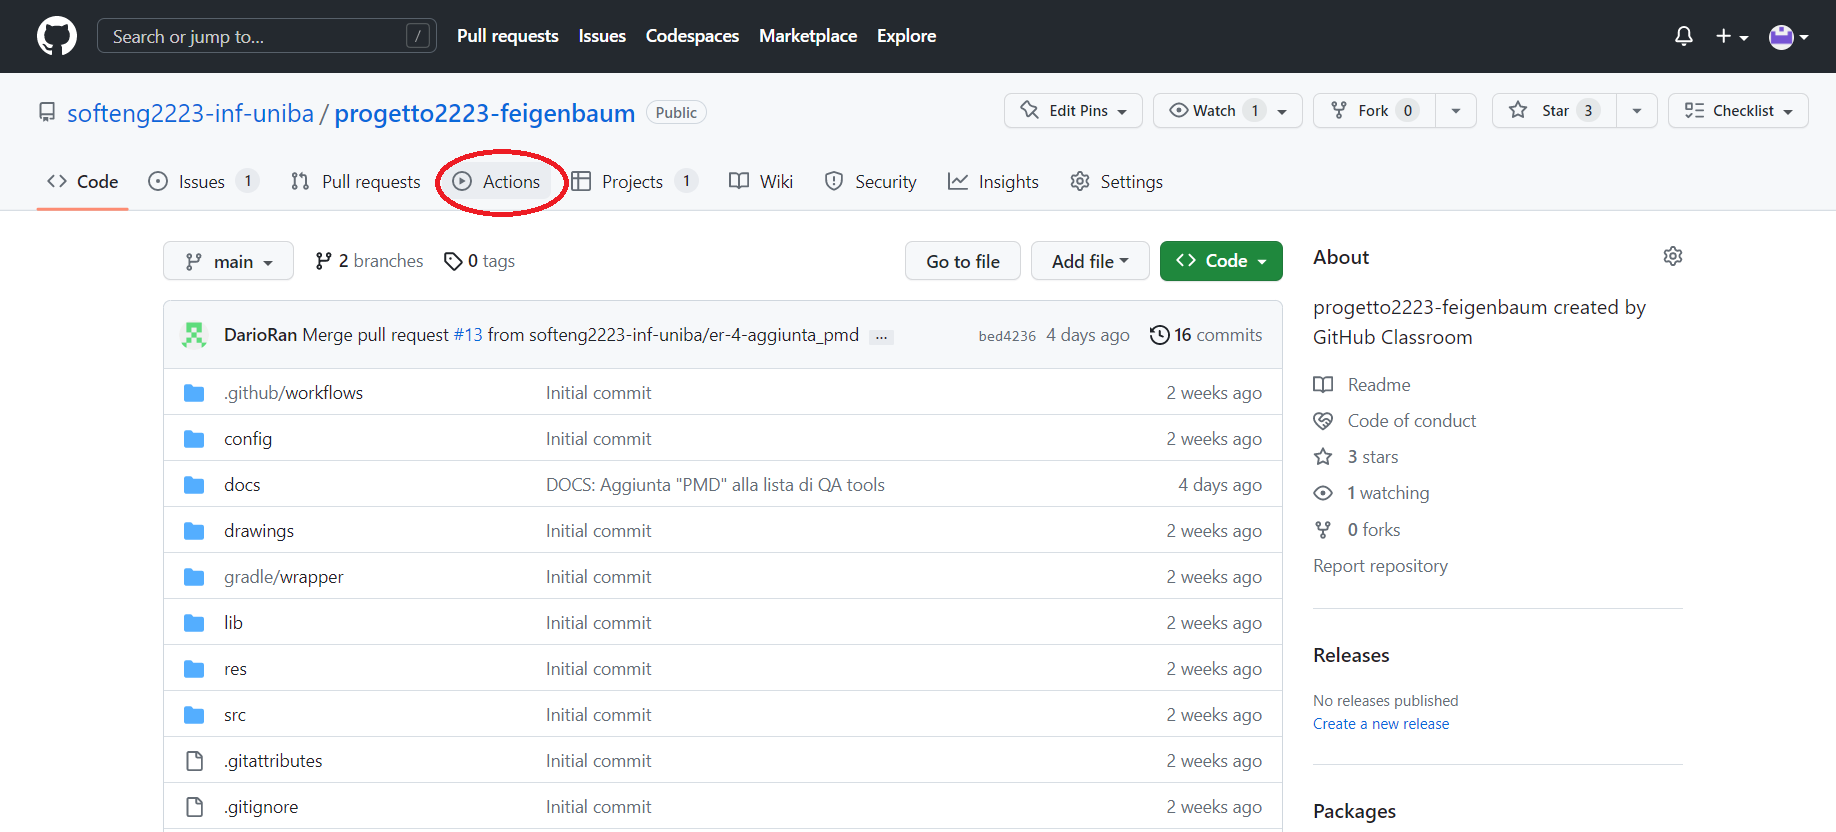 Search or jump to... / Pull requests Issues Codespaces Marketplace Explore
softeng2223-inf-uniba / progetto2223-feigenbaum Public Edit Pins Watch 1 Fork 0 Star 3 Checklist
Code Issues 1 Pull requests Actions Projects 1 Wiki Security Insights Settings
main 2 branches 0 tags Go to file Add file Code
DarioRan Merge pull request #13 from softeng2223-inf-uniba/er-4-aggiunta_pmd ... bed4236 4 days ago 16 commits
.github/workflows Initial commit 2 weeks ago
config Initial commit 2 weeks ago
docs DOCS: Aggiunta "PMD" alla lista di QA tools 4 days ago
drawings Initial commit 2 weeks ago
gradle/wrapper Initial commit 2 weeks ago
lib Initial commit 2 weeks ago
res Initial commit 2 weeks ago
src Initial commit 2 weeks ago
.gitattributes Initial commit 2 weeks ago
.gitignore Initial commit 2 weeks ago
About
progetto2223-feigenbaum created by
GitHub Classroom
Readme
Code of conduct
3 stars
1 watching
0 forks
Report repository
Releases
No releases published
Create a new release
Packages